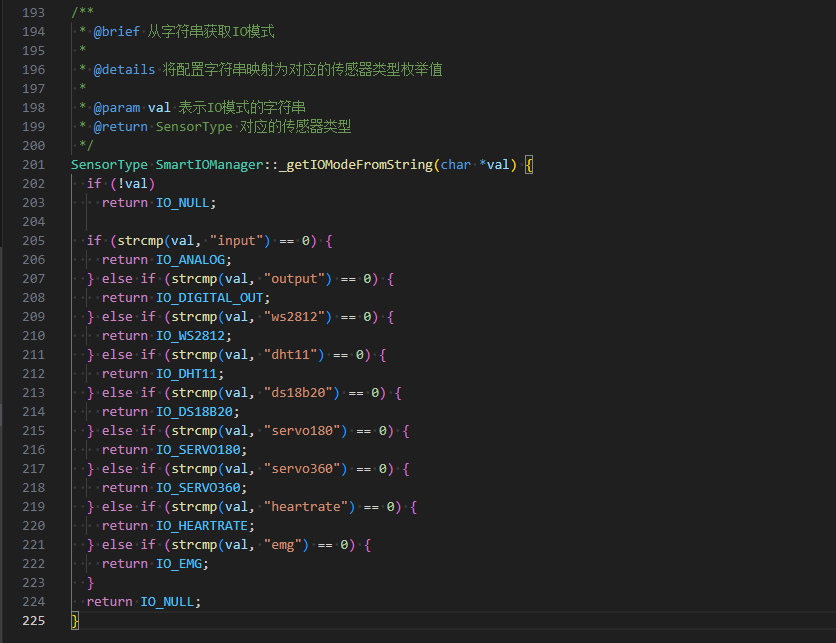 193 /**
194  * @brief 从字符串获取IO模式
195  *
196  * @details 将配置字符串映射为对应的传感器类型枚举值
197  *
198  * @param val 表示IO模式的字符串
199  * @return SensorType 对应的传感器类型
200  */
201 SensorType SmartIOManager::_getIOModeFromString(char *val) {
202   if (!val)
203     return IO_NULL;
204
205   if (strcmp(val, "input") == 0) {
206     return IO_ANALOG;
207   } else if (strcmp(val, "output") == 0) {
208     return IO_DIGITAL_OUT;
209   } else if (strcmp(val, "ws2812") == 0) {
210     return IO_WS2812;
211   } else if (strcmp(val, "dht11") == 0) {
212     return IO_DHT11;
213   } else if (strcmp(val, "ds18b20") == 0) {
214     return IO_DS18B20;
215   } else if (strcmp(val, "servo180") == 0) {
216     return IO_SERVO180;
217   } else if (strcmp(val, "servo360") == 0) {
218     return IO_SERVO360;
219   } else if (strcmp(val, "heartrate") == 0) {
220     return IO_HEARTRATE;
221   } else if (strcmp(val, "emg") == 0) {
222     return IO_EMG;
223   }
224   return IO_NULL;
225 }